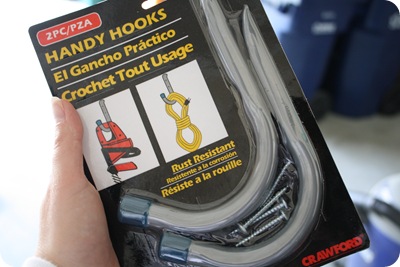 2PC/PZA
HANDY HOOKS
El Gancho Práctico
Crochet Tout Usage
Rust Resistant
Resistente a la corrosión
Résiste a la rouille
CRAWFORD